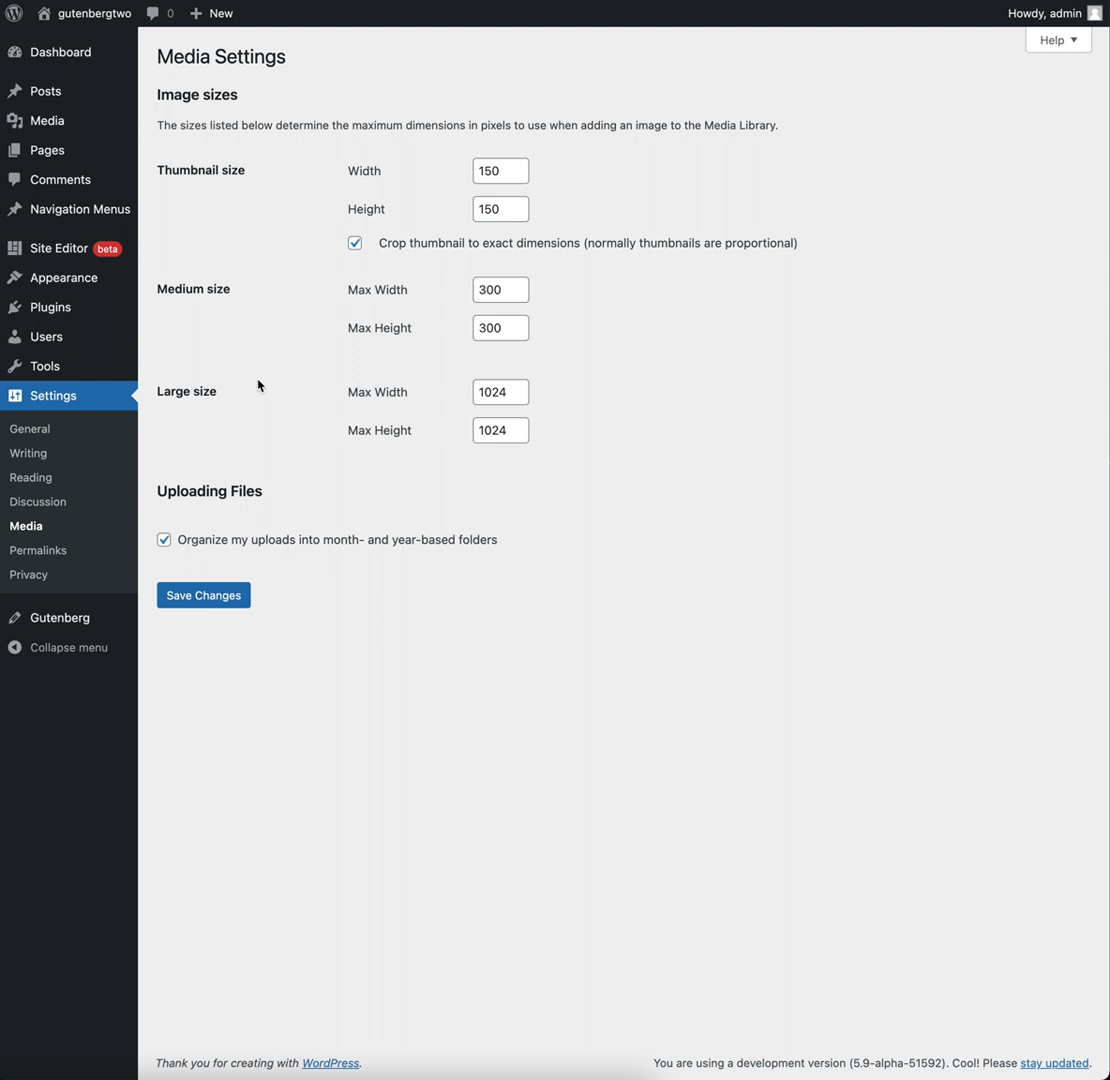 gutenbergtwo 0 New Howdy, admin
Help
Dashboard
Posts
Media
Pages
Comments
Navigation Menus
Site Editor beta
Appearance
Plugins
Users
Tools
Settings
General
Writing
Reading
Discussion
Media
Permalinks
Privacy
Gutenberg
Collapse menu
Media Settings
Image sizes
The sizes listed below determine the maximum dimensions in pixels to use when adding an image to the Media Library.
Thumbnail size Width 150
Height 150
Crop thumbnail to exact dimensions (normally thumbnails are proportional)
Medium size Max Width 300
Max Height 300
Large size Max Width 1024
Max Height 1024
Uploading Files
Organize my uploads into month- and year-based folders
Save Changes
Thank you for creating with WordPress. You are using a development version (5.9-alpha-51592). Cool! Please stay updated.